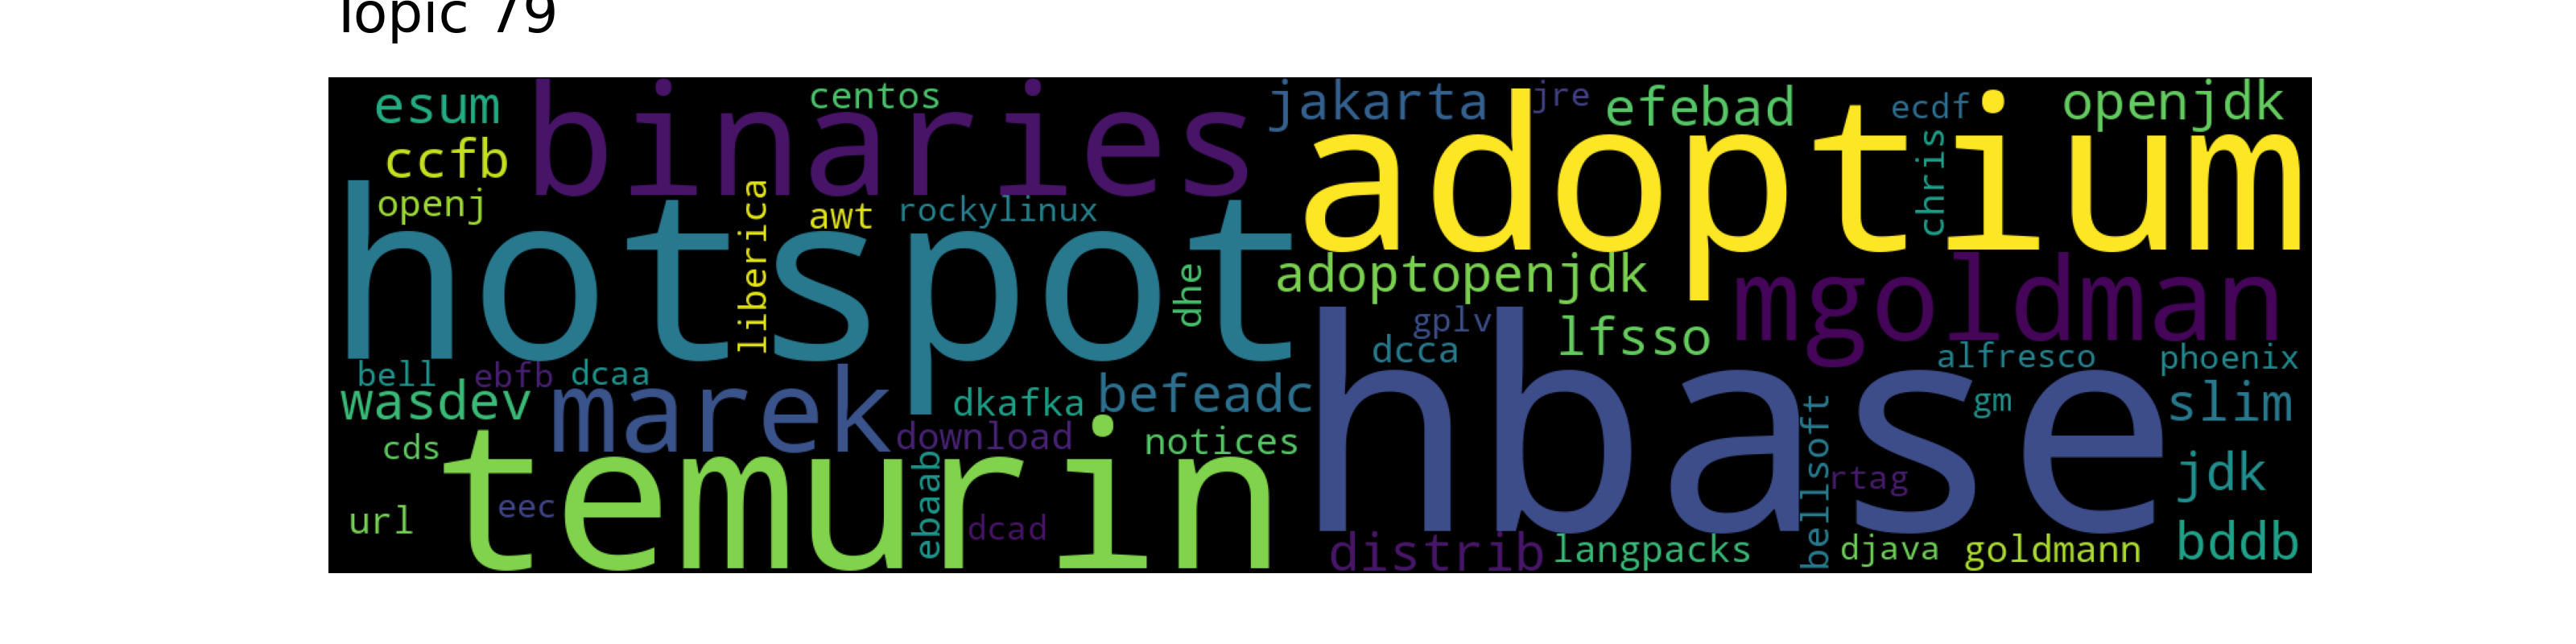 Topic 79
esum
binaries
centos
jakarta
jre
efebad
ecdf
openjdk
ccfb
adoptium
chris
openj
liberica
awt
rockylinux
hotspot
dhe
adoptopenjdk
mgoldman
gplv
lfsso
dcca
alfresco
phoenix
bell
ebfb
dcaa
wasdev
marek
dkafka
befeadc
hbase
gm
slim
cds
download
notices
bellsoft
temurin
ebaab
rtag
jdk
url
eec
dcad
distrib
langpacks
djava
goldmann
bddb